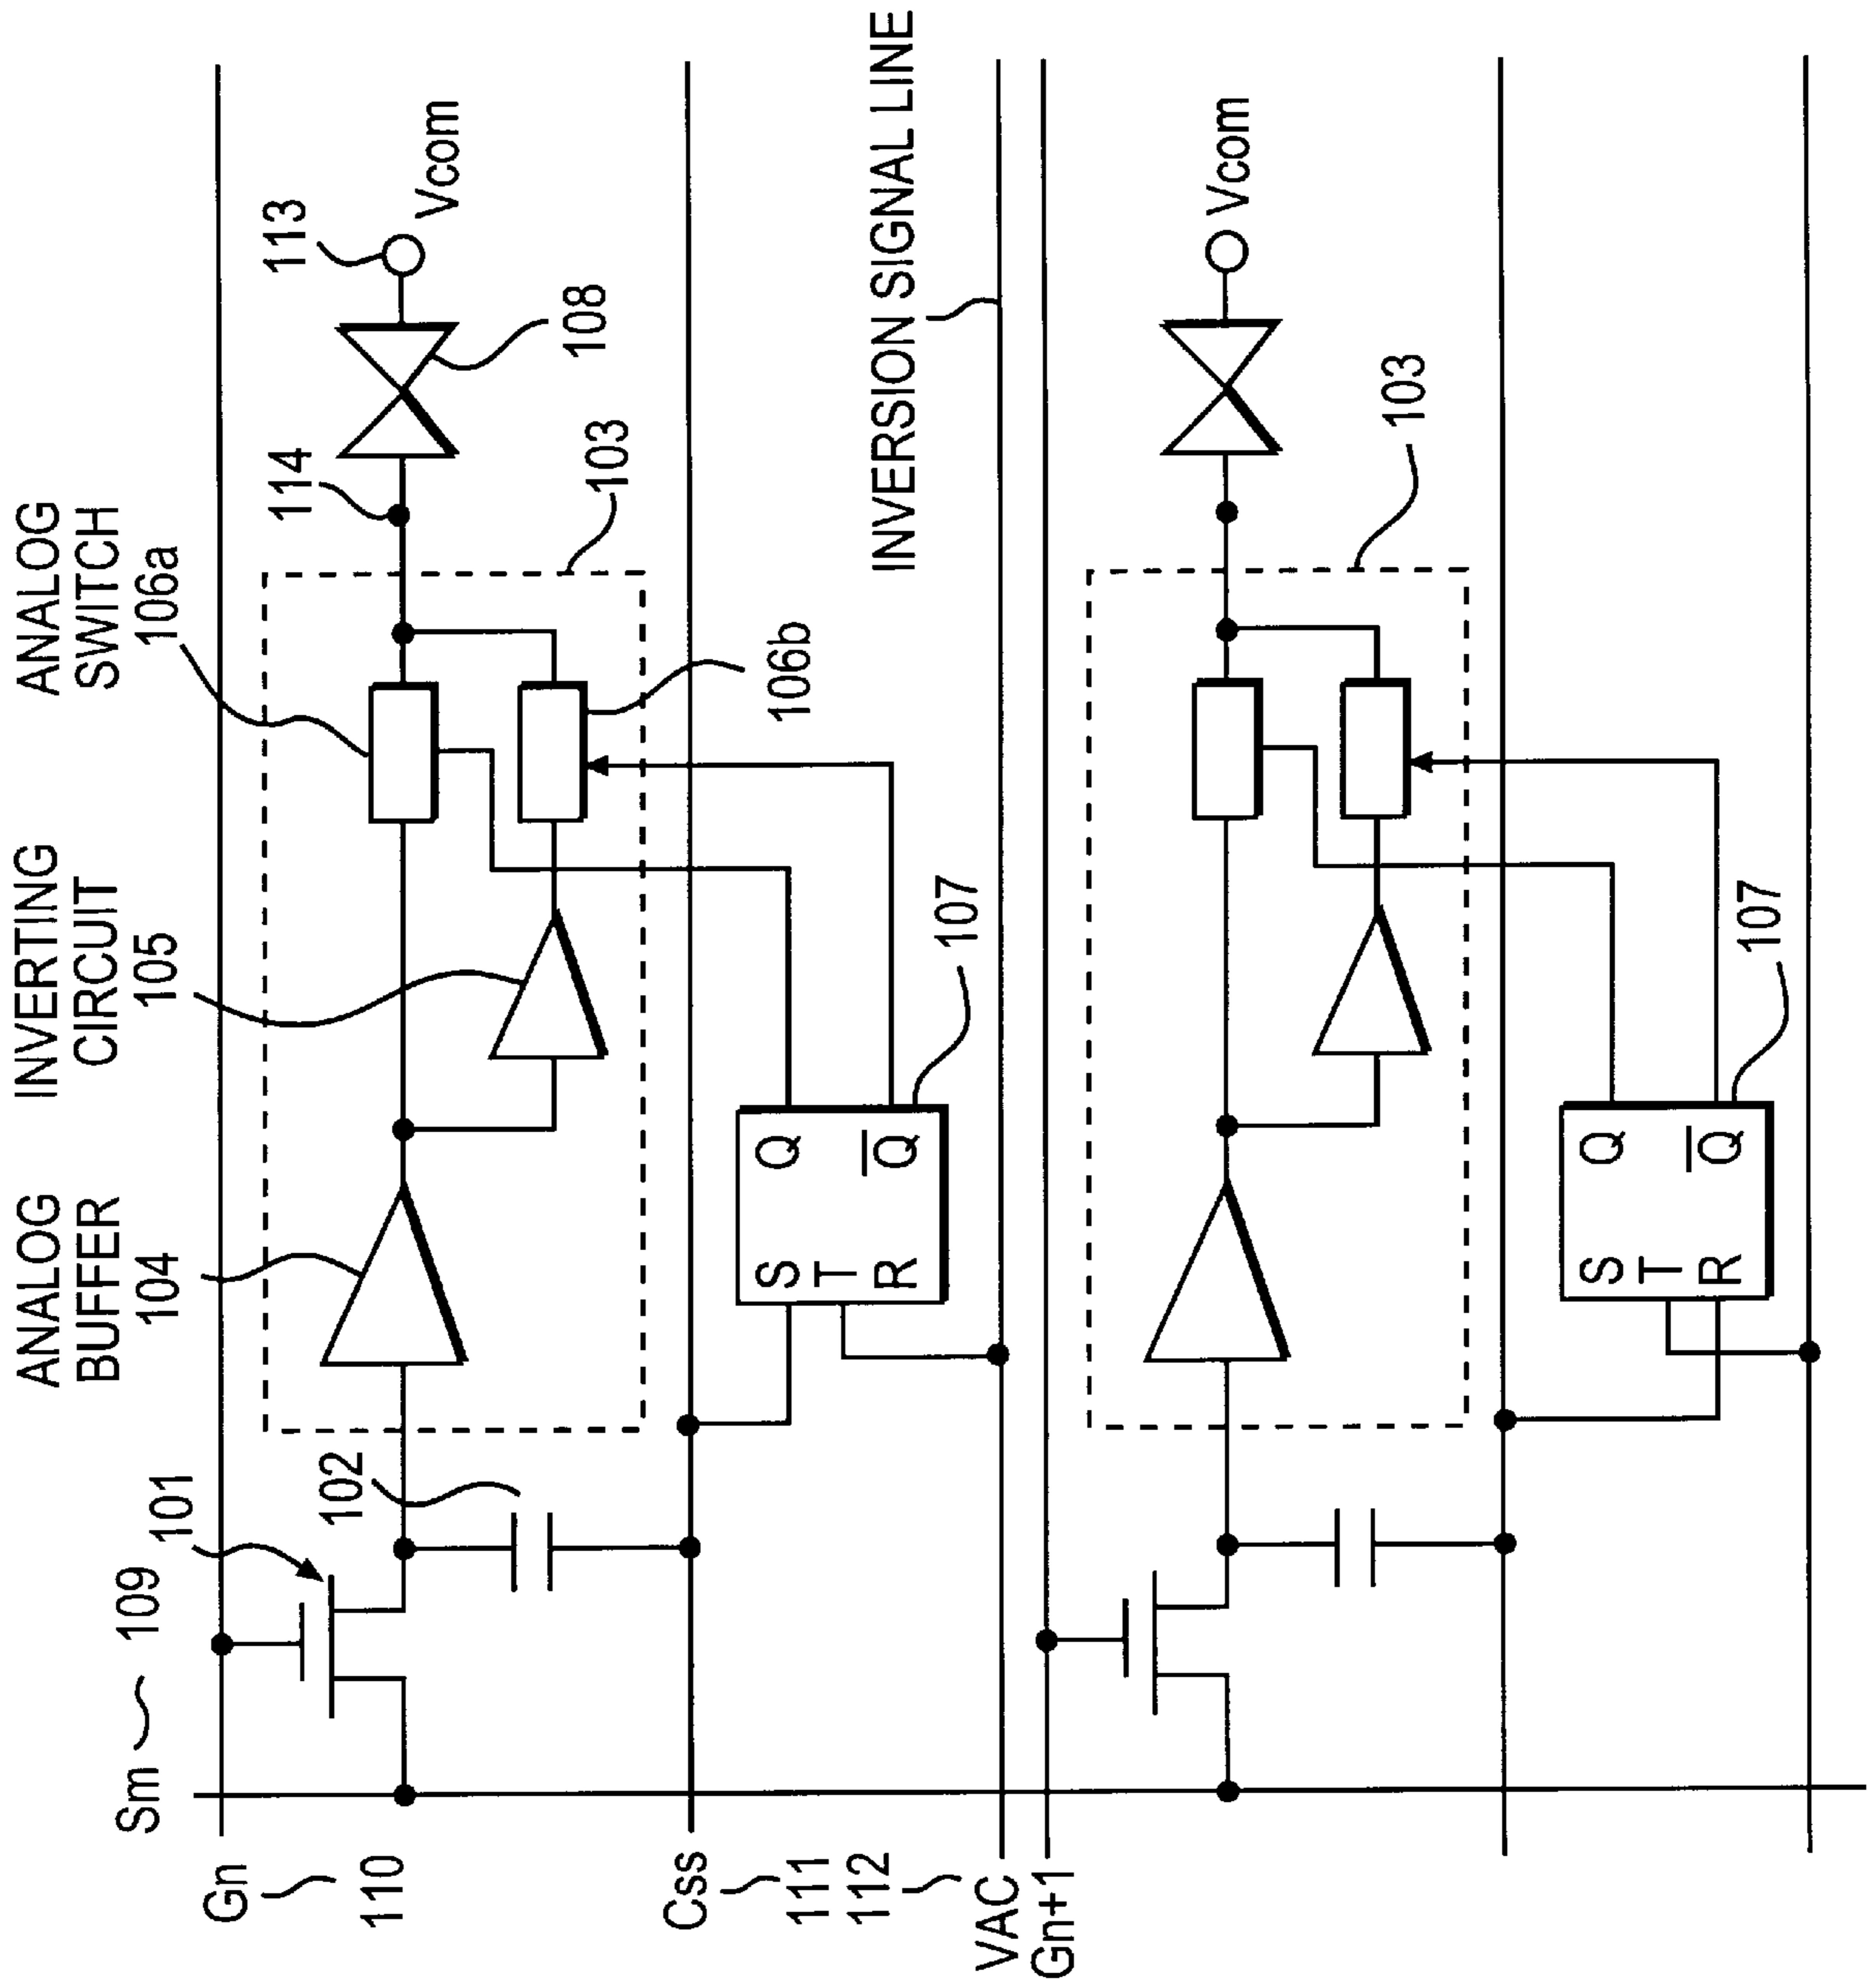 ANALOG
BUFFER
104
INVERTING
CIRCUIT
105
ANALOG
SWITCH
106a
Sm
109
101
Gn
110
102
114
113
Vcom
108
103
106b
Css
111
S
T
R
Q
Q̅
107
112
VAC
INVERSION SIGNAL LINE
Gn+1
Vcom
103
S
T
R
Q
Q̅
107